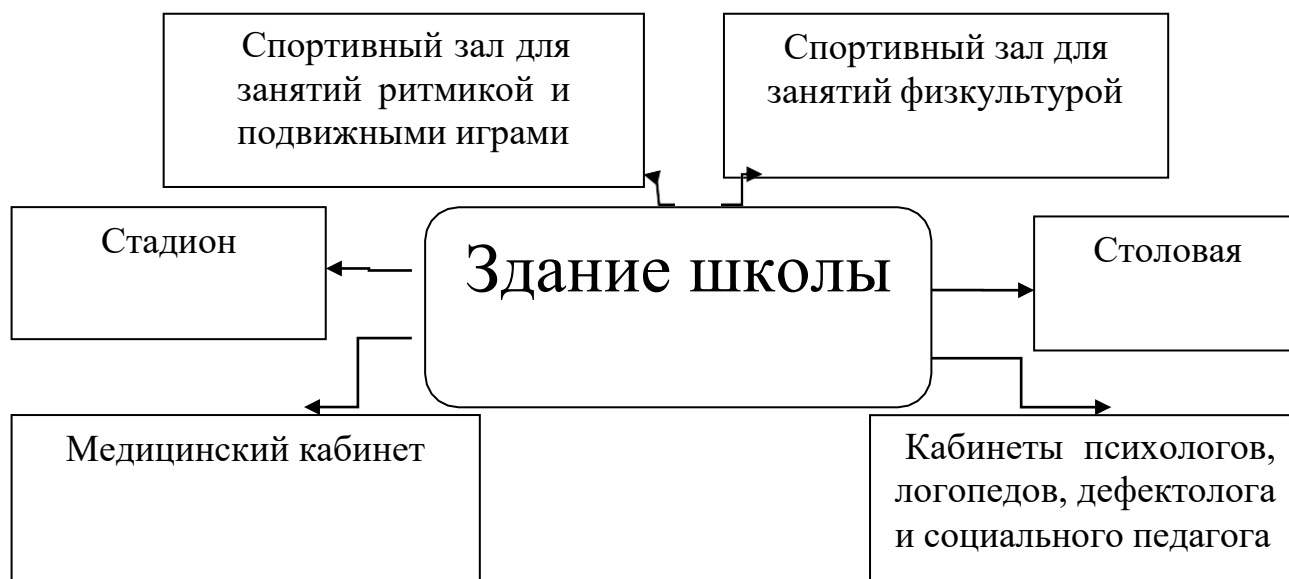 Спортивный зал для
занятий ритмикой и
подвижными играми
Спортивный зал для
занятий физкультурой
Стадион
Здание школы
Столовая
Медицинский кабинет
Кабинеты психологов,
логопедов, дефектолога
и социального педагога